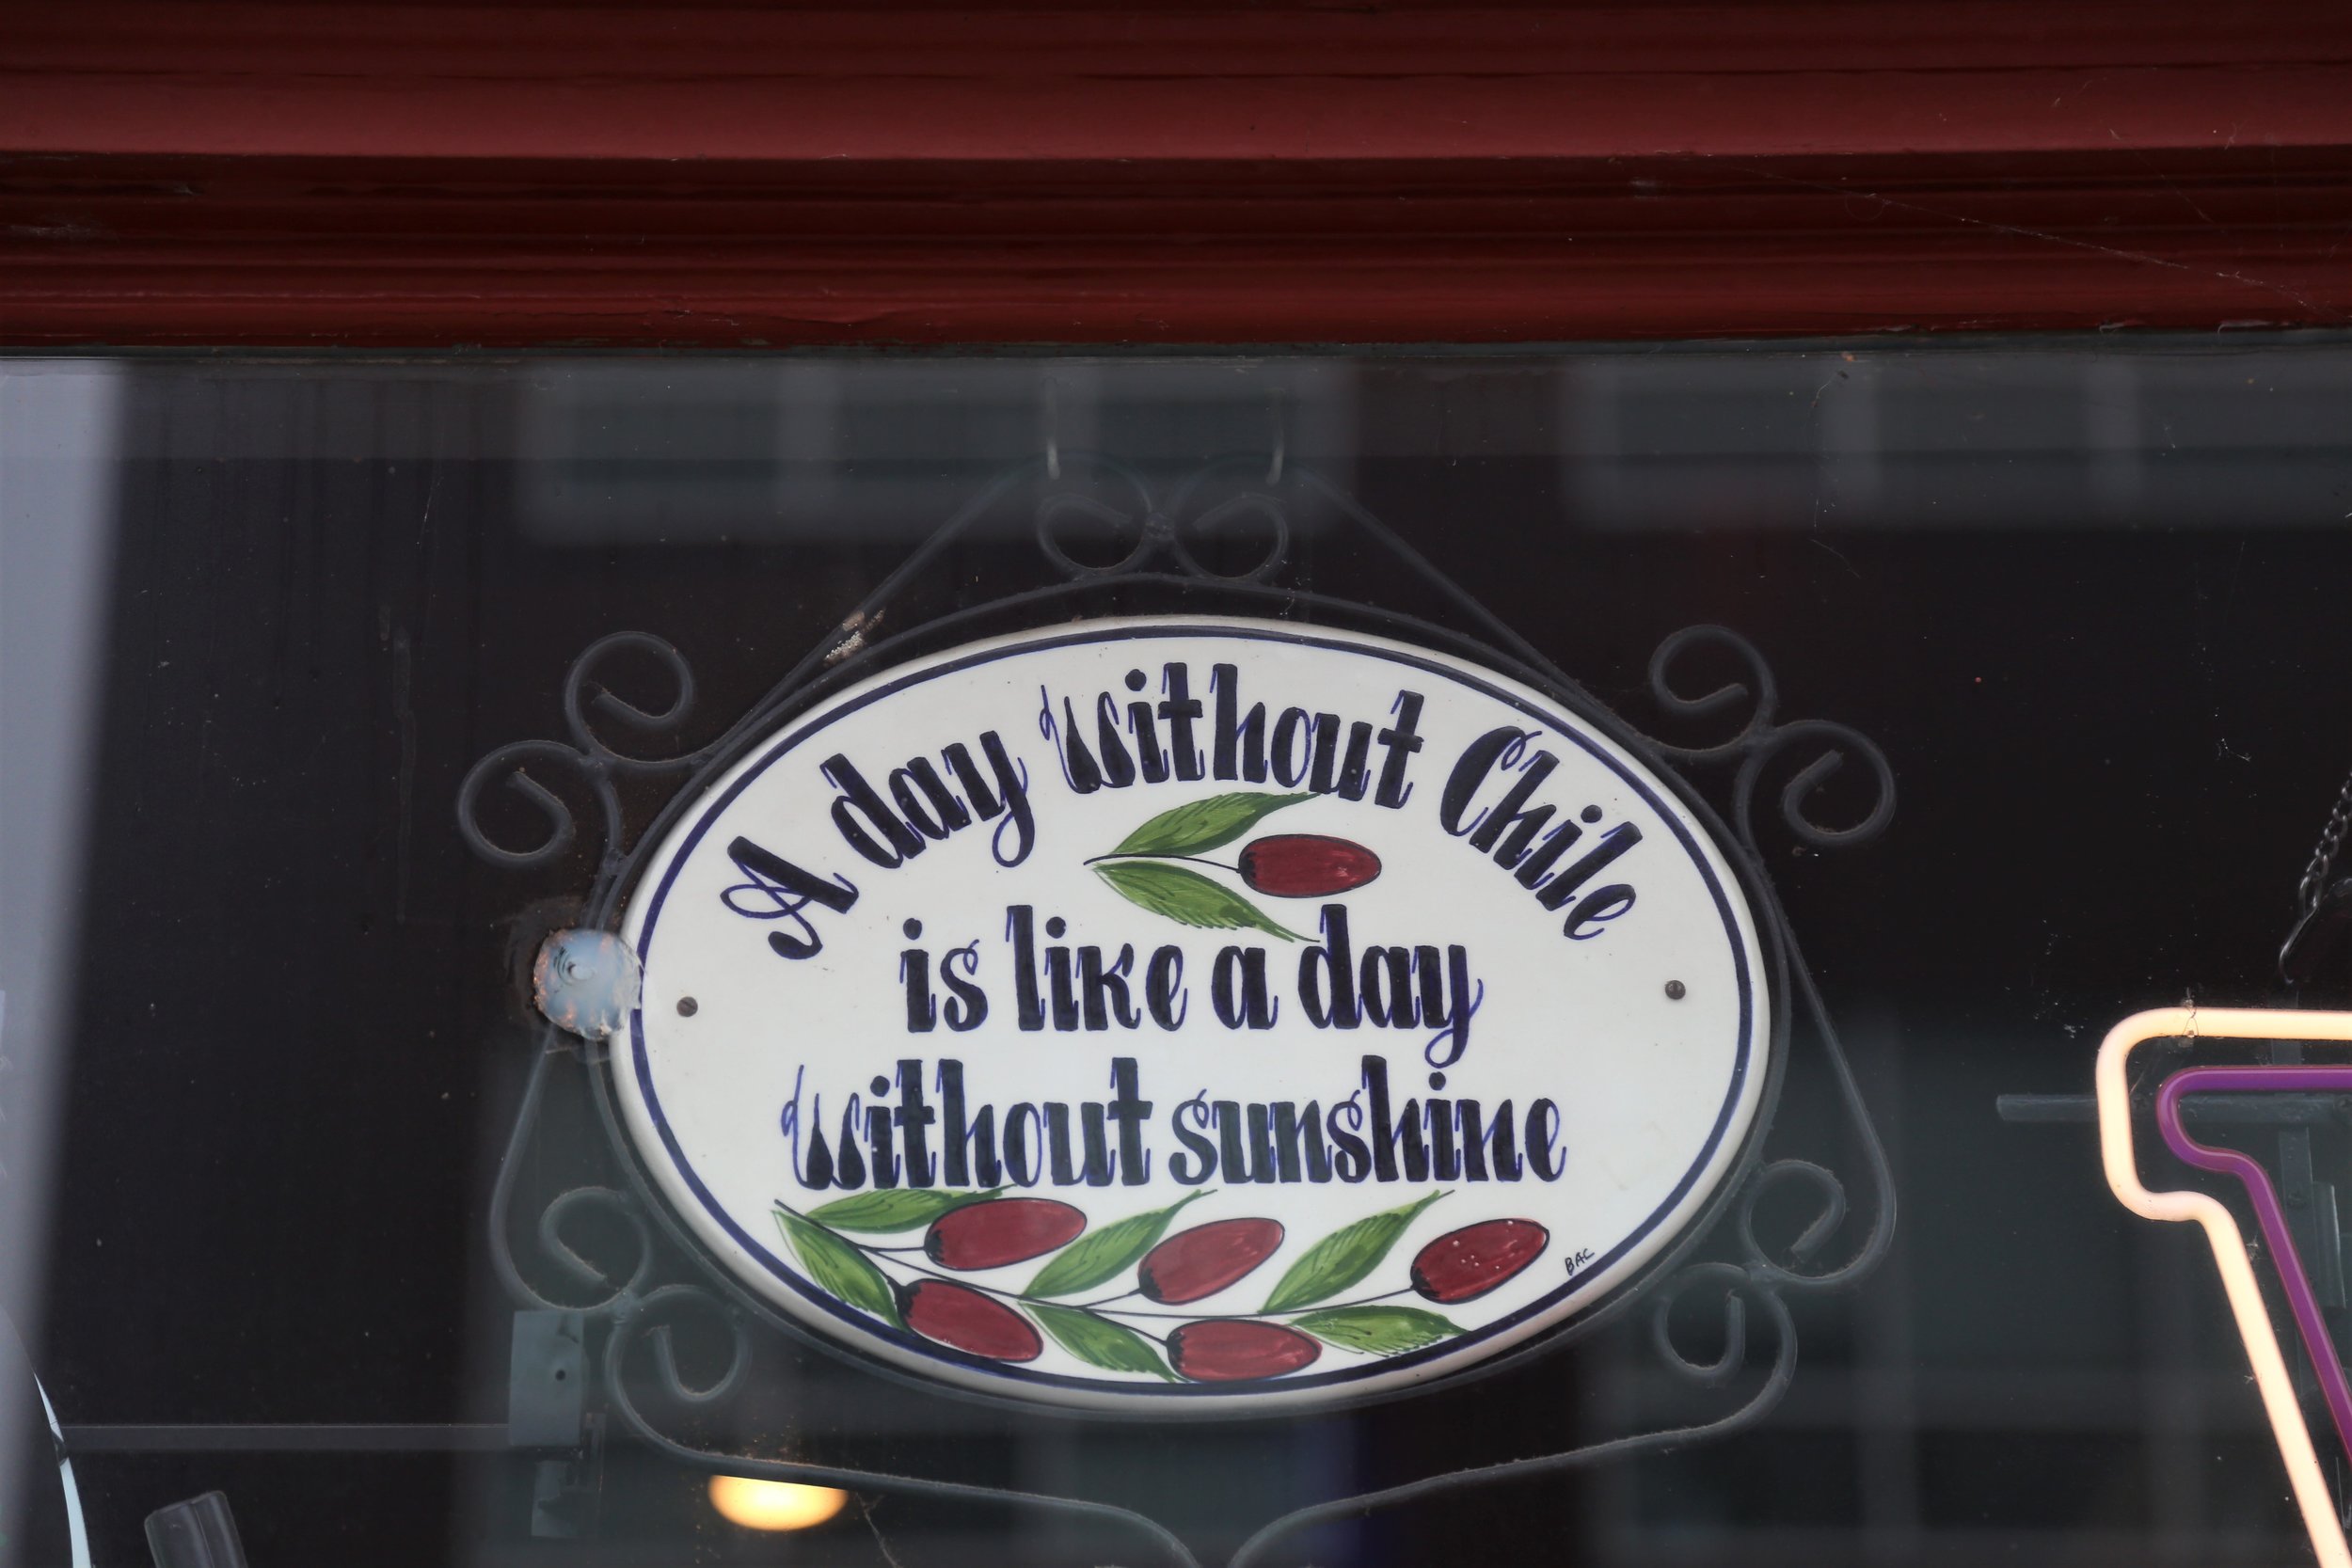 A day without Chile
is like a day
without sunshine
BAC